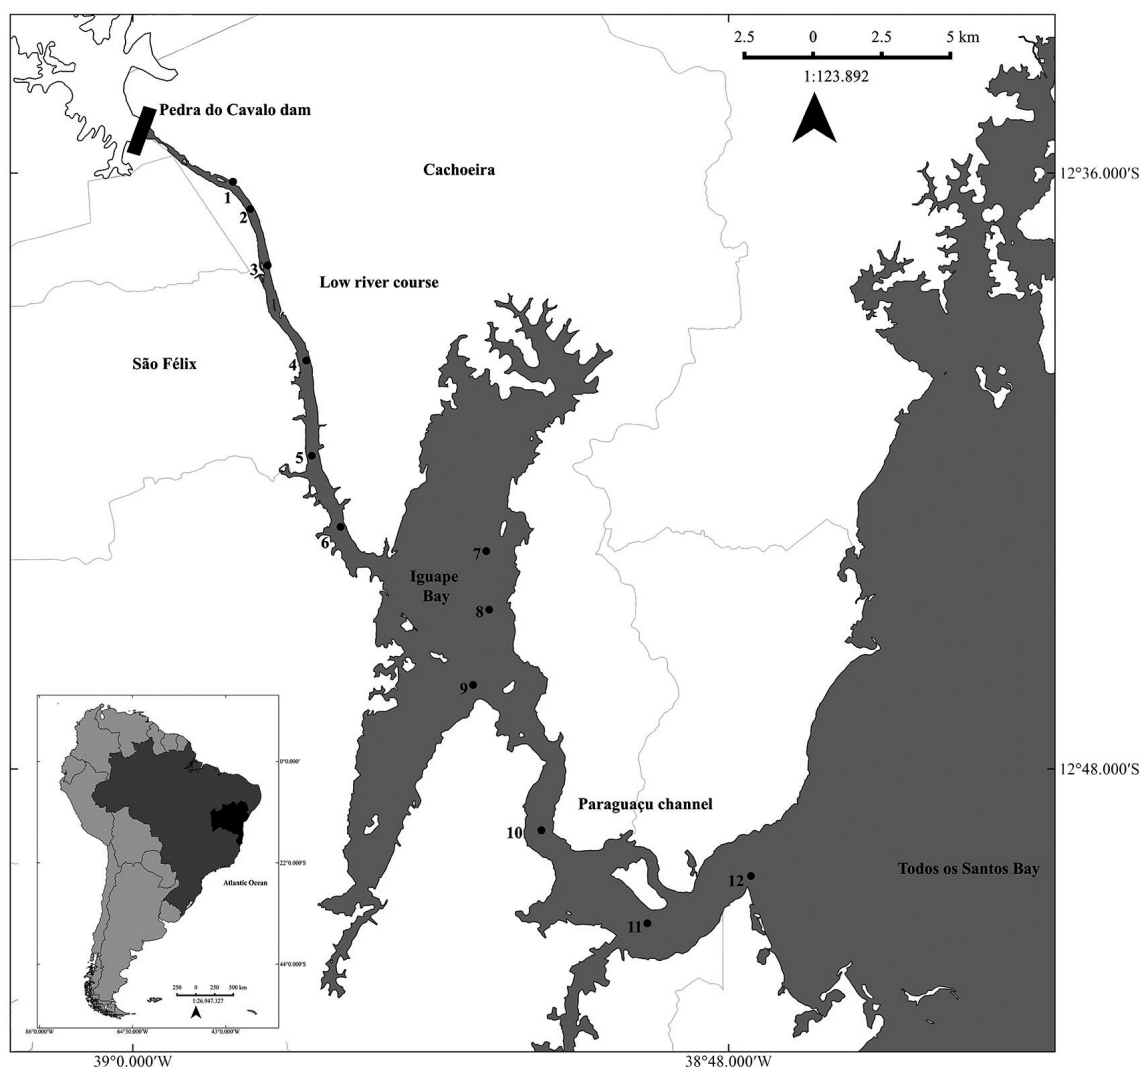 2.5 0 2.5 5 km
1:123.892
Pedra do Cavalo dam
Cachoeira
12°36.000'S
1
2
3
Low river course
São Félix
4
5
6
7
Iguape
Bay
8
9
12°48.000'S
Paraguaçu channel
10
Todos os Santos Bay
12
11
0°0.000'
22°0.000'S
Atlantic Ocean
44°0.000'S
250 0 250 500 km
1:26.947.327
86°0.000'W 64°30.000'W 43°0.000'W
39°0.000'W 38°48.000'W